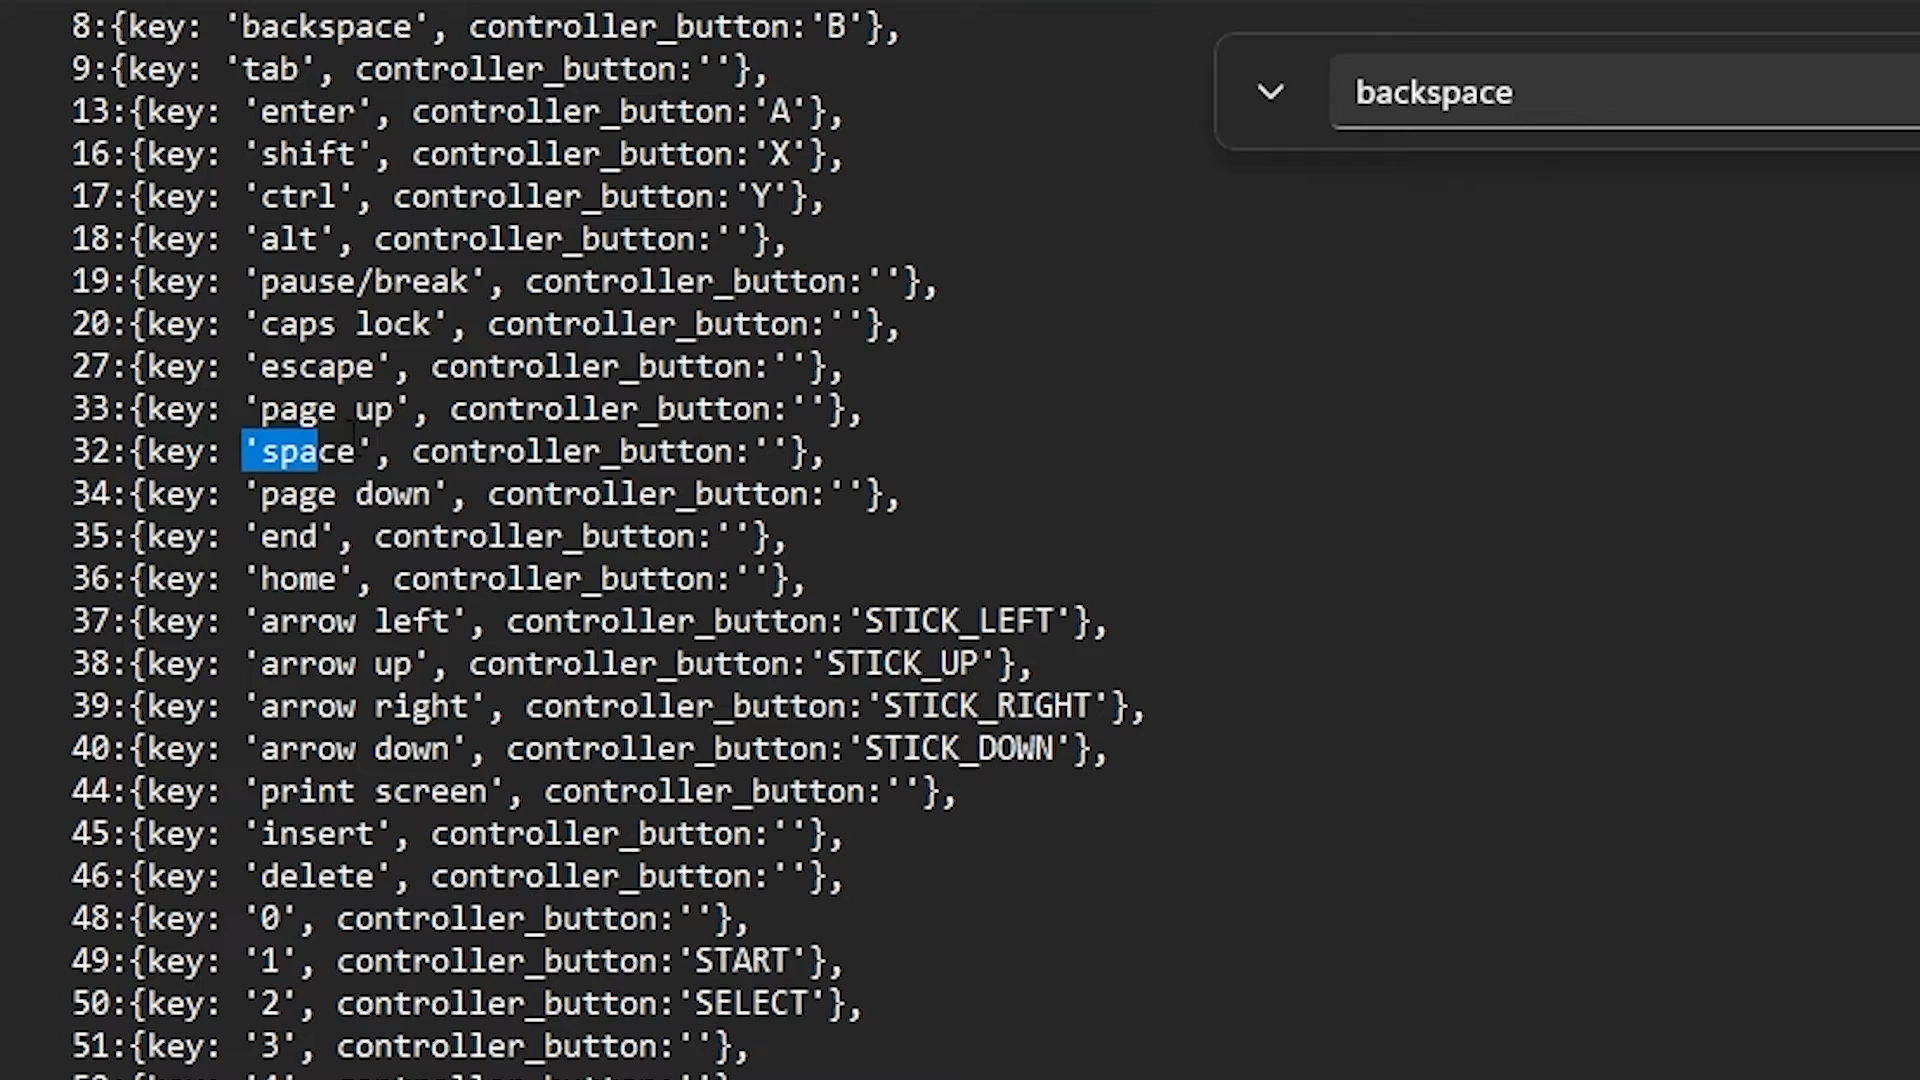 8:{key: 'backspace', controller_button:'B'},
9:{key: 'tab', controller_button:''},
13:{key: 'enter', controller_button:'A'},
16:{key: 'shift', controller_button:'X'},
17:{key: 'ctrl', controller_button:'Y'},
18:{key: 'alt', controller_button:''},
19:{key: 'pause/break', controller_button:''},
20:{key: 'caps lock', controller_button:''},
27:{key: 'escape', controller_button:''},
33:{key: 'page up', controller_button:''},
32:{key: 'space', controller_button:''},
34:{key: 'page down', controller_button:''},
35:{key: 'end', controller_button:''},
36:{key: 'home', controller_button:''},
37:{key: 'arrow left', controller_button:'STICK_LEFT'},
38:{key: 'arrow up', controller_button:'STICK_UP'},
39:{key: 'arrow right', controller_button:'STICK_RIGHT'},
40:{key: 'arrow down', controller_button:'STICK_DOWN'},
44:{key: 'print screen', controller_button:''},
45:{key: 'insert', controller_button:''},
46:{key: 'delete', controller_button:''},
48:{key: '0', controller_button:''},
49:{key: '1', controller_button:'START'},
50:{key: '2', controller_button:'SELECT'},
51:{key: '3', controller_button:''},
backspace